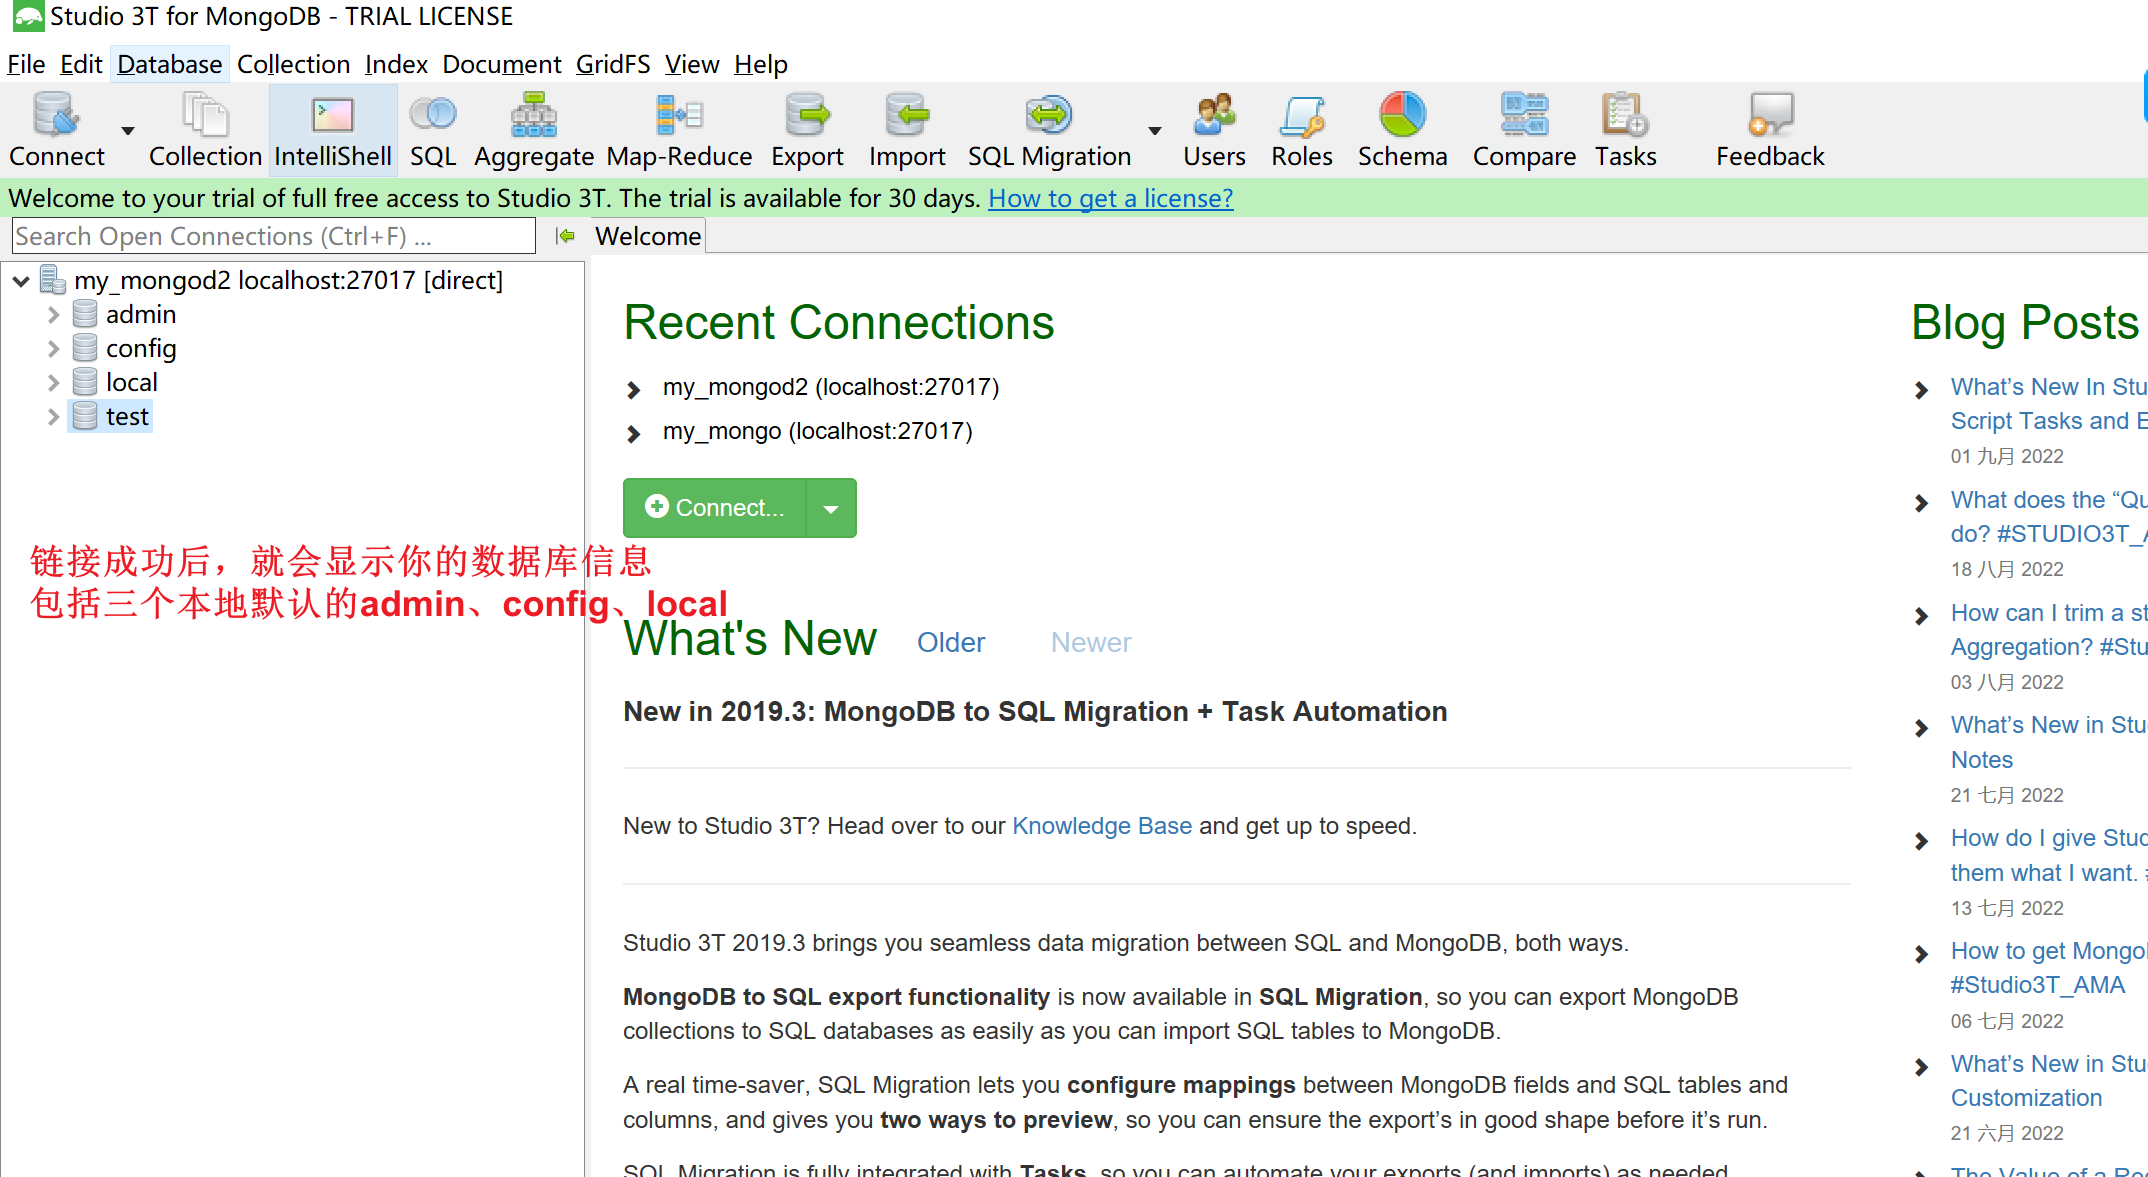 Studio 3T for MongoDB - TRIAL LICENSE
File Edit Database Collection Index Document GridFS View Help
Connect Collection IntelliShell SQL Aggregate Map-Reduce Export Import SQL Migration Users Roles Schema Compare Tasks Feedback
Welcome to your trial of full free access to Studio 3T. The trial is available for 30 days. How to get a license?
Search Open Connections (Ctrl+F) ...
Welcome
my_mongod2 localhost:27017 [direct]
admin
config
local
test
链接成功后，就会显示你的数据库信息
包括三个本地默认的admin、config、local
Recent Connections
my_mongod2 (localhost:27017)
my_mongo (localhost:27017)
Connect...
What's New Older Newer
New in 2019.3: MongoDB to SQL Migration + Task Automation
New to Studio 3T? Head over to our Knowledge Base and get up to speed.
Studio 3T 2019.3 brings you seamless data migration between SQL and MongoDB, both ways.
MongoDB to SQL export functionality is now available in SQL Migration, so you can export MongoDB
collections to SQL databases as easily as you can import SQL tables to MongoDB.
A real time-saver, SQL Migration lets you configure mappings between MongoDB fields and SQL tables and
columns, and gives you two ways to preview, so you can ensure the export's in good shape before it's run.
SQL Migration is fully integrated with Tasks, so you can automate your exports (and imports) as needed.
Blog Posts
What's New In Stu
Script Tasks and E
01 九月 2022
What does the “Qu
do? #STUDIO3T_
18 八月 2022
How can I trim a st
Aggregation? #Stu
03 八月 2022
What's New in Stu
Notes
21 七月 2022
How do I give Stud
them what I want.
13 七月 2022
How to get Mongo
#Studio3T_AMA
06 七月 2022
What's New in Stu
Customization
21 六月 2022
The Value of a Re